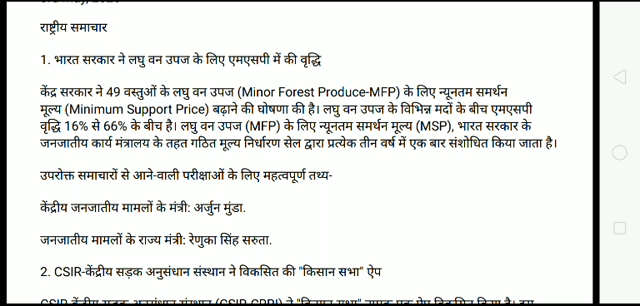 राष्ट्रीय समाचार
1. भारत सरकार ने लघु वन उपज के लिए एमएसपी में की वृद्धि
केंद्र सरकार ने 49 वस्तुओं के लघु वन उपज (Minor Forest Produce-MFP) के लिए न्यूनतम समर्थन
मूल्य (Minimum Support Price) बढ़ाने की घोषणा की है। लघु वन उपज के विभिन्न मदों के बीच एमएसपी
वृद्धि 16% से 66% के बीच है। लघु वन उपज (MFP) के लिए न्यूनतम समर्थन मूल्य (MSP), भारत सरकार के
जनजातीय कार्य मंत्रालय के तहत गठित मूल्य निर्धारण सेल द्वारा प्रत्येक तीन वर्ष में एक बार संशोधित किया जाता है।
उपरोक्त समाचारों से आने-वाली परीक्षाओं के लिए महत्वपूर्ण तथ्य-
केंद्रीय जनजातीय मामलों के मंत्री: अर्जुन मुंडा.
जनजातीय मामलों के राज्य मंत्री: रेणुका सिंह सरुता.
2. CSIR-केंद्रीय सड़क अनुसंधान संस्थान ने विकसित की "किसान सभा" ऐप